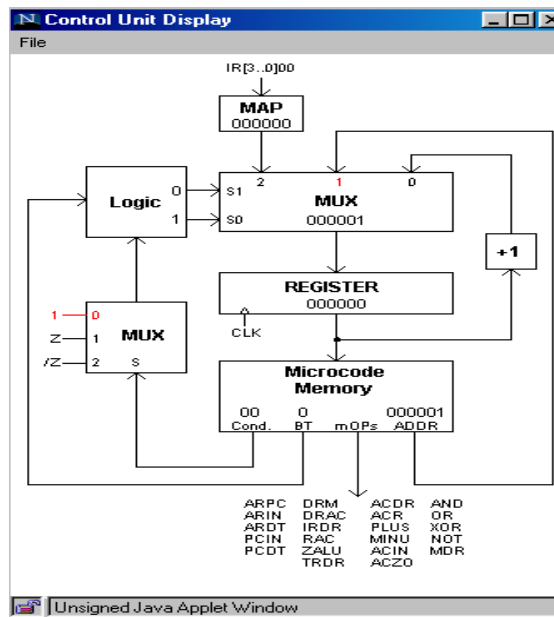 Control Unit Display
File
IR[3..0]00
MAP
000000
2 1 0
Logic 0 S1
1 S0
MUX
000001
+1
REGISTER
000000
CLK
1 0
Z 1 MUX
/Z 2 S
Microcode
Memory
00 0 000001
Cond. BT mOPs ADDR
ARPC DRM ACDR AND
ARIN DRAC ACR OR
ARDT IRDR PLUS XOR
PCIN RAC MINU NOT
PCDT ZALU ACIN MDR
TRDR ACZO
Unsigned Java Applet Window